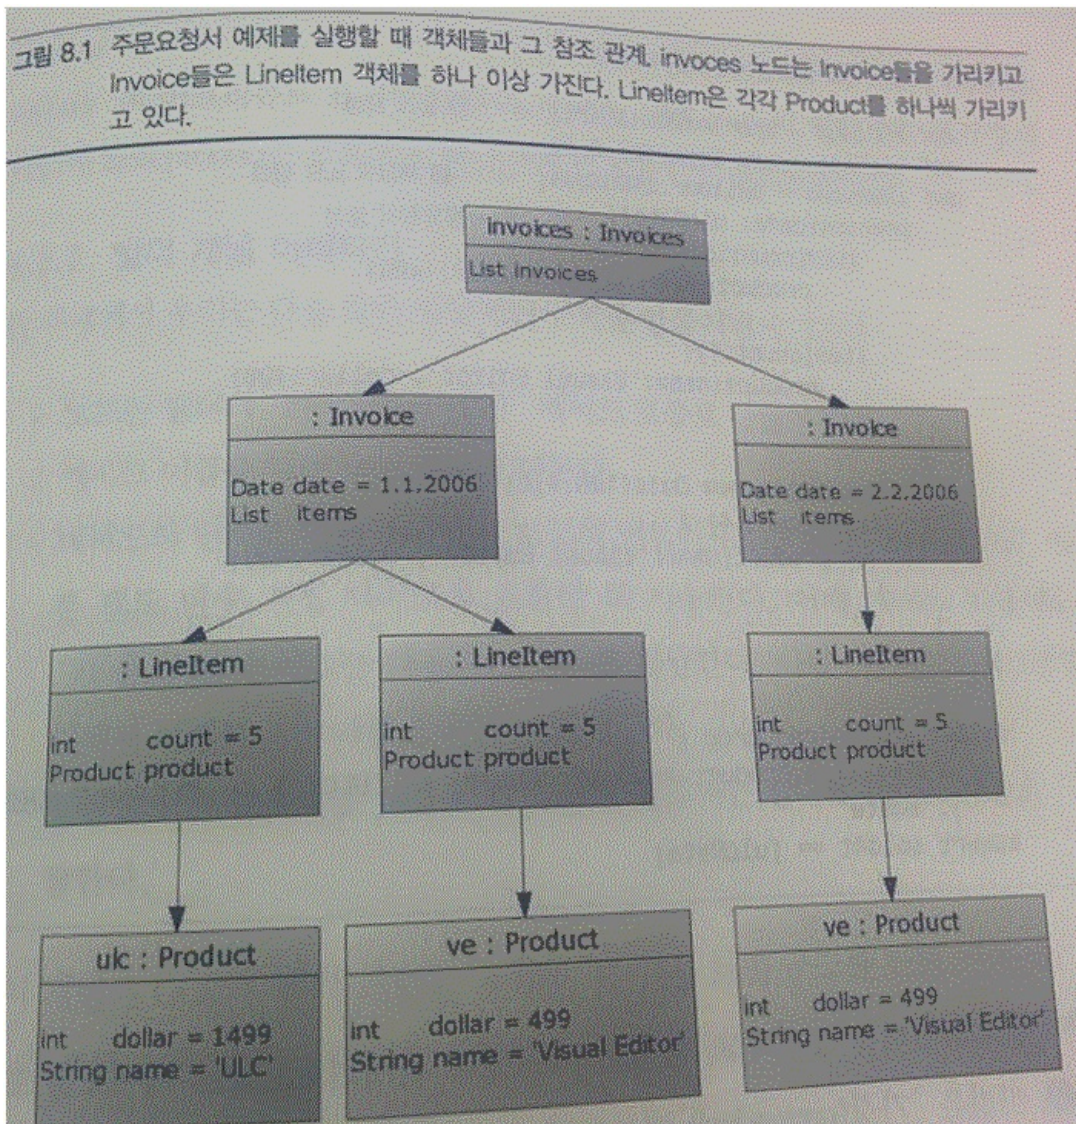 그림 8.1 주문요청서 예제를 실행할 때 객체들과 그 참조 관계. invoces 노드는 Invoice들을 가리키고
Invoice들은 LineItem 객체를 하나 이상 가진다. LineItem은 각각 Product를 하나씩 가리키
고 있다.
invoices : Invoices
List invoices
: Invoice
Date date = 1.1.2006
List items
: Invoice
Date date = 2.2.2006
List items
: LineItem
int count = 5
Product product
: LineItem
int count = 5
Product product
: LineItem
int count = 5
Product product
ulc : Product
int dollar = 1499
String name = 'ULC'
ve : Product
int dollar = 499
String name = 'Visual Editor'
ve : Product
int dollar = 499
String name = 'Visual Editor'